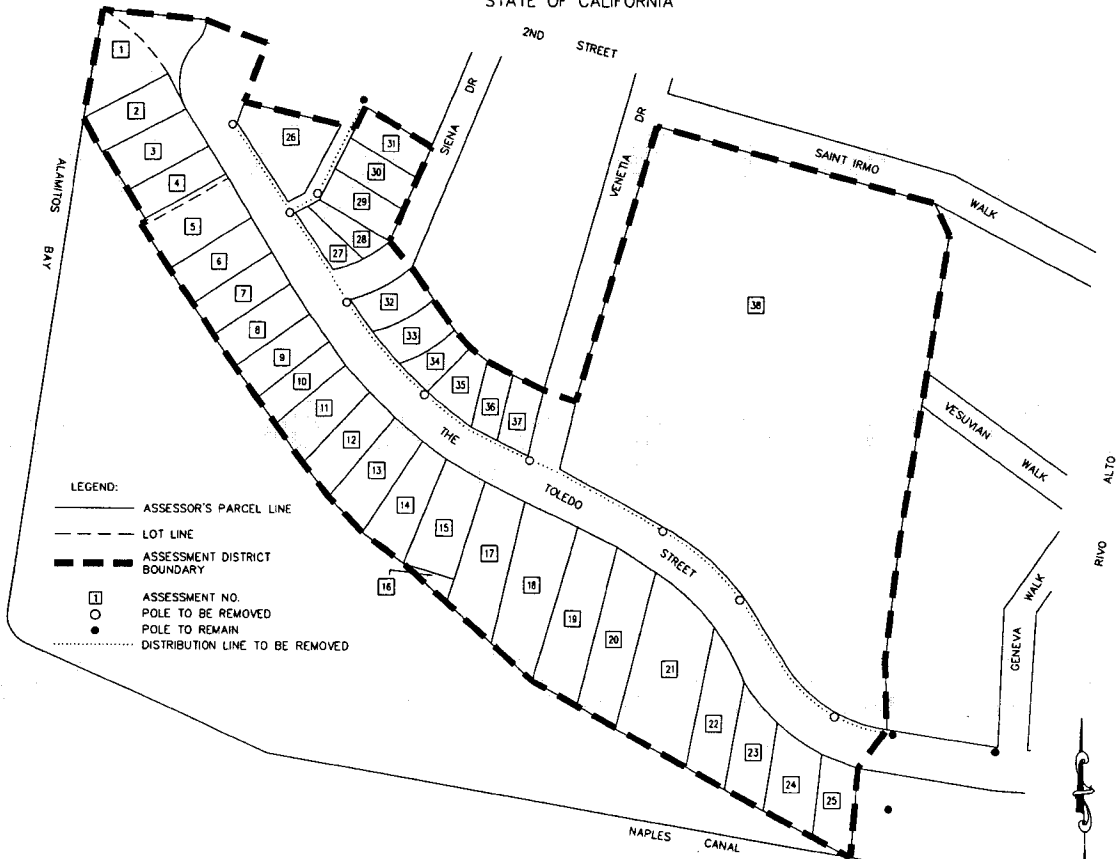 STATE OF CALIFORNIA
2ND STREET
SIENA DR
VENETIA DR
SAINT IRMO WALK
ALAMITOS BAY
VESUVIAN WALK
RIVO ALTO
GENEVA WALK
THE TOLEDO STREET
NAPLES CANAL
1
2
3
4
5
6
7
8
9
10
11
12
13
14
15
16
17
18
19
20
21
22
23
24
25
26
27
28
29
30
31
32
33
34
35
36
37
38
LEGEND:
ASSESSOR'S PARCEL LINE
LOT LINE
ASSESSMENT DISTRICT
BOUNDARY
1 ASSESSMENT NO.
POLE TO BE REMOVED
POLE TO REMAIN
DISTRIBUTION LINE TO BE REMOVED